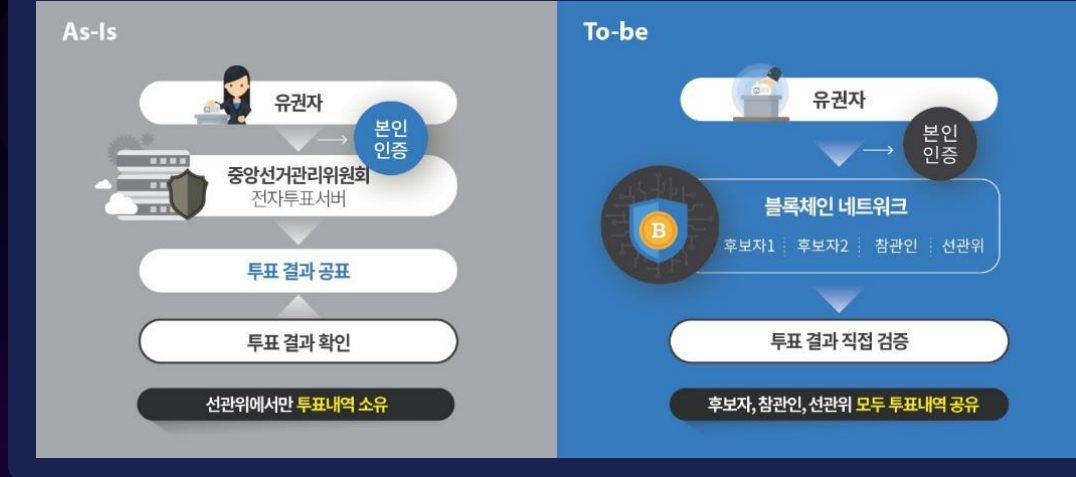 As-Is
유권자
본인
인증
중앙선거관리위원회
전자투표서버
투표 결과 공표
투표 결과 확인
선관위에서만 투표내역 소유
To-be
유권자
본인
인증
블록체인 네트워크
B
후보자1 후보자2 참관인 선관위
투표 결과 직접 검증
후보자, 참관인, 선관위 모두 투표내역 공유